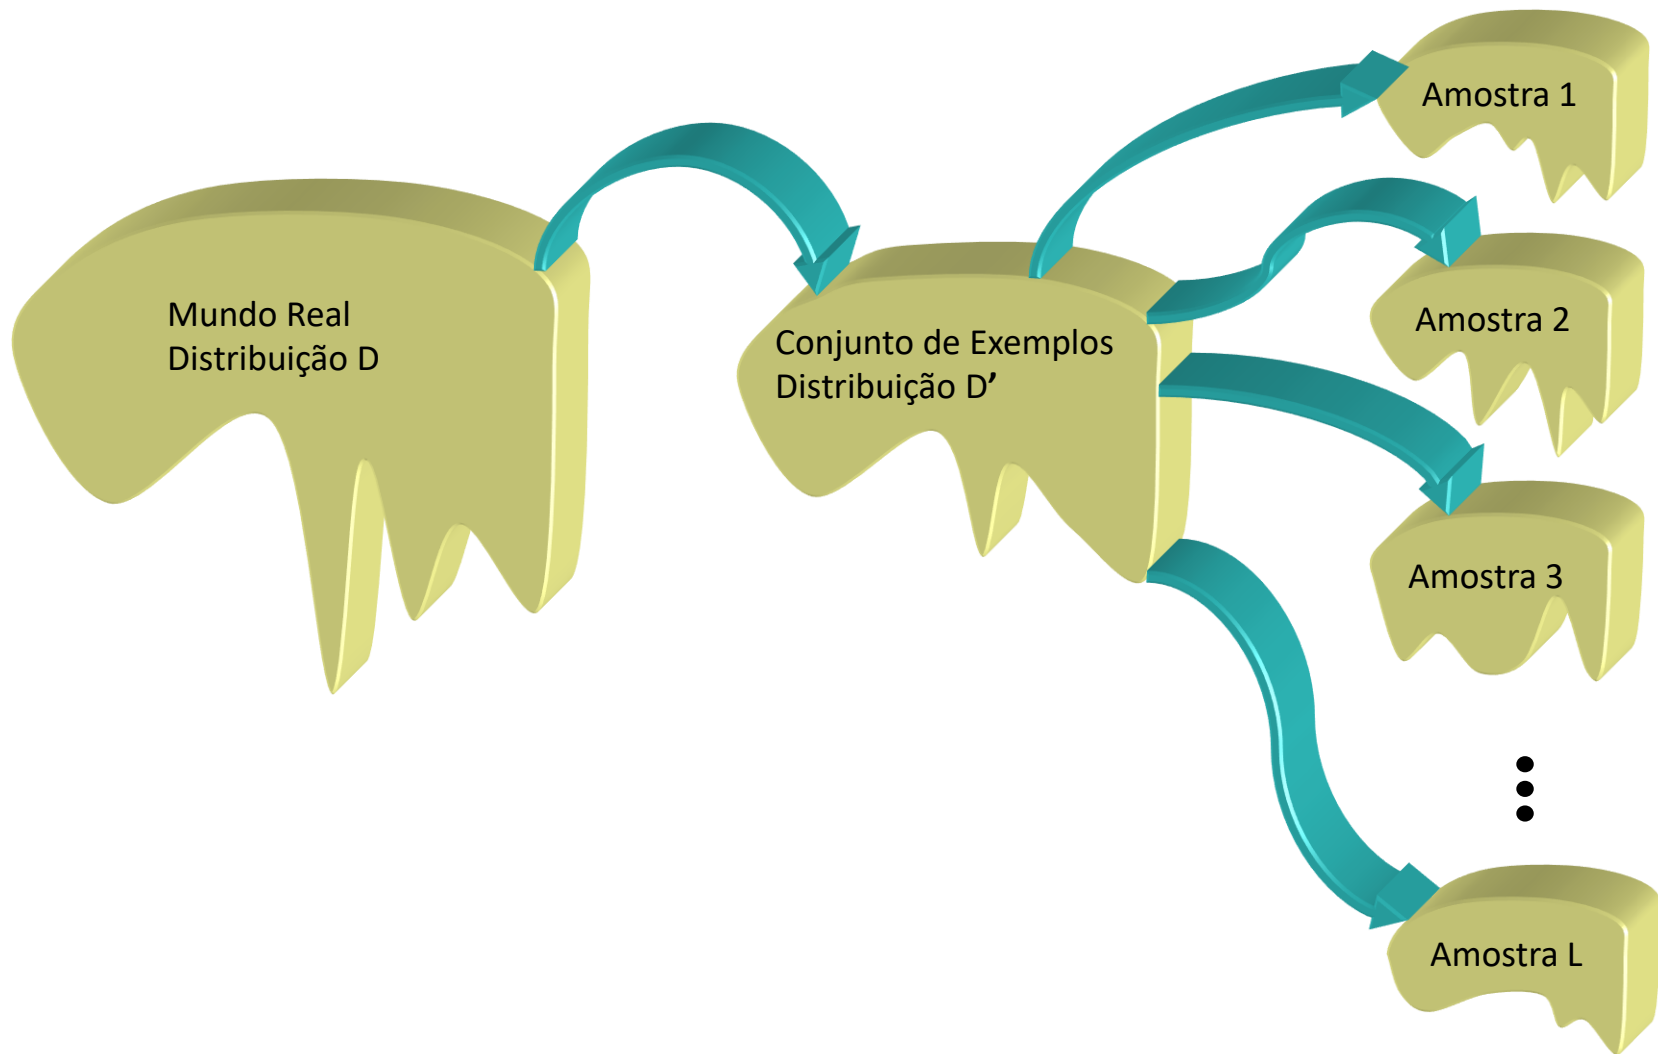 Mundo Real
Distribuição D
Conjunto de Exemplos
Distribuição D’
Amostra 1
Amostra 2
Amostra 3
Amostra L